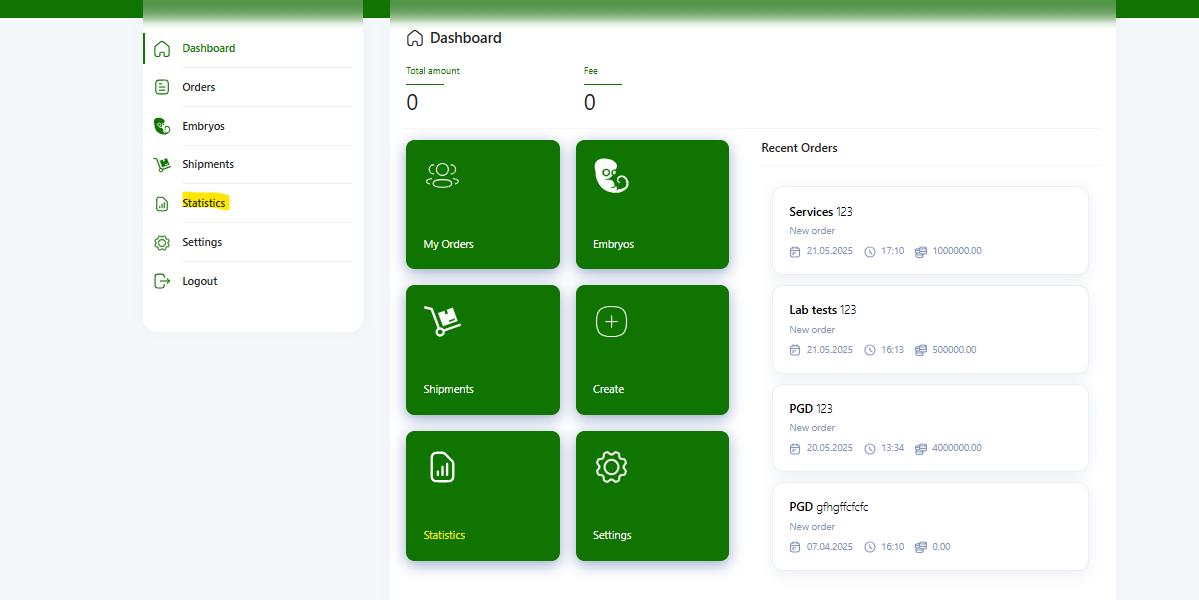 Dashboard
Orders
Embryos
Shipments
Statistics
Settings
Logout
Dashboard
Total amount
Fee
0
0
My Orders
Embryos
Shipments
Create
Statistics
Settings
Recent Orders
Services 123
New order
21.05.2025 17:10 1000000.00
Lab tests 123
New order
21.05.2025 16:13 500000.00
PGD 123
New order
20.05.2025 13:34 4000000.00
PGD gfhgffcfcfc
New order
07.04.2025 16:10 0.00